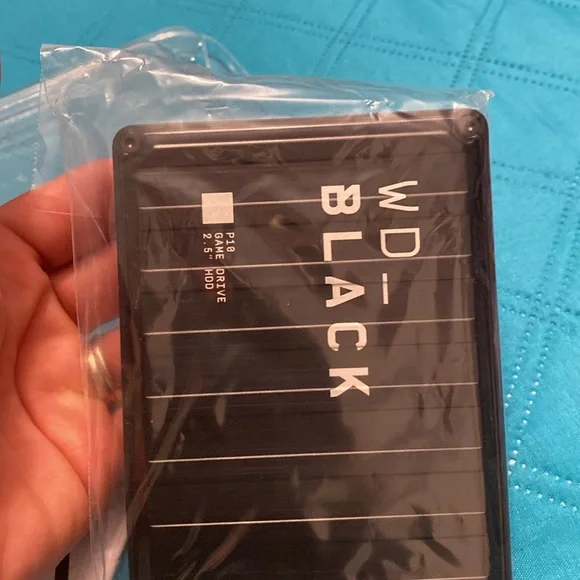 WD_
BLACK
P10
GAME DRIVE
2.5" HDD